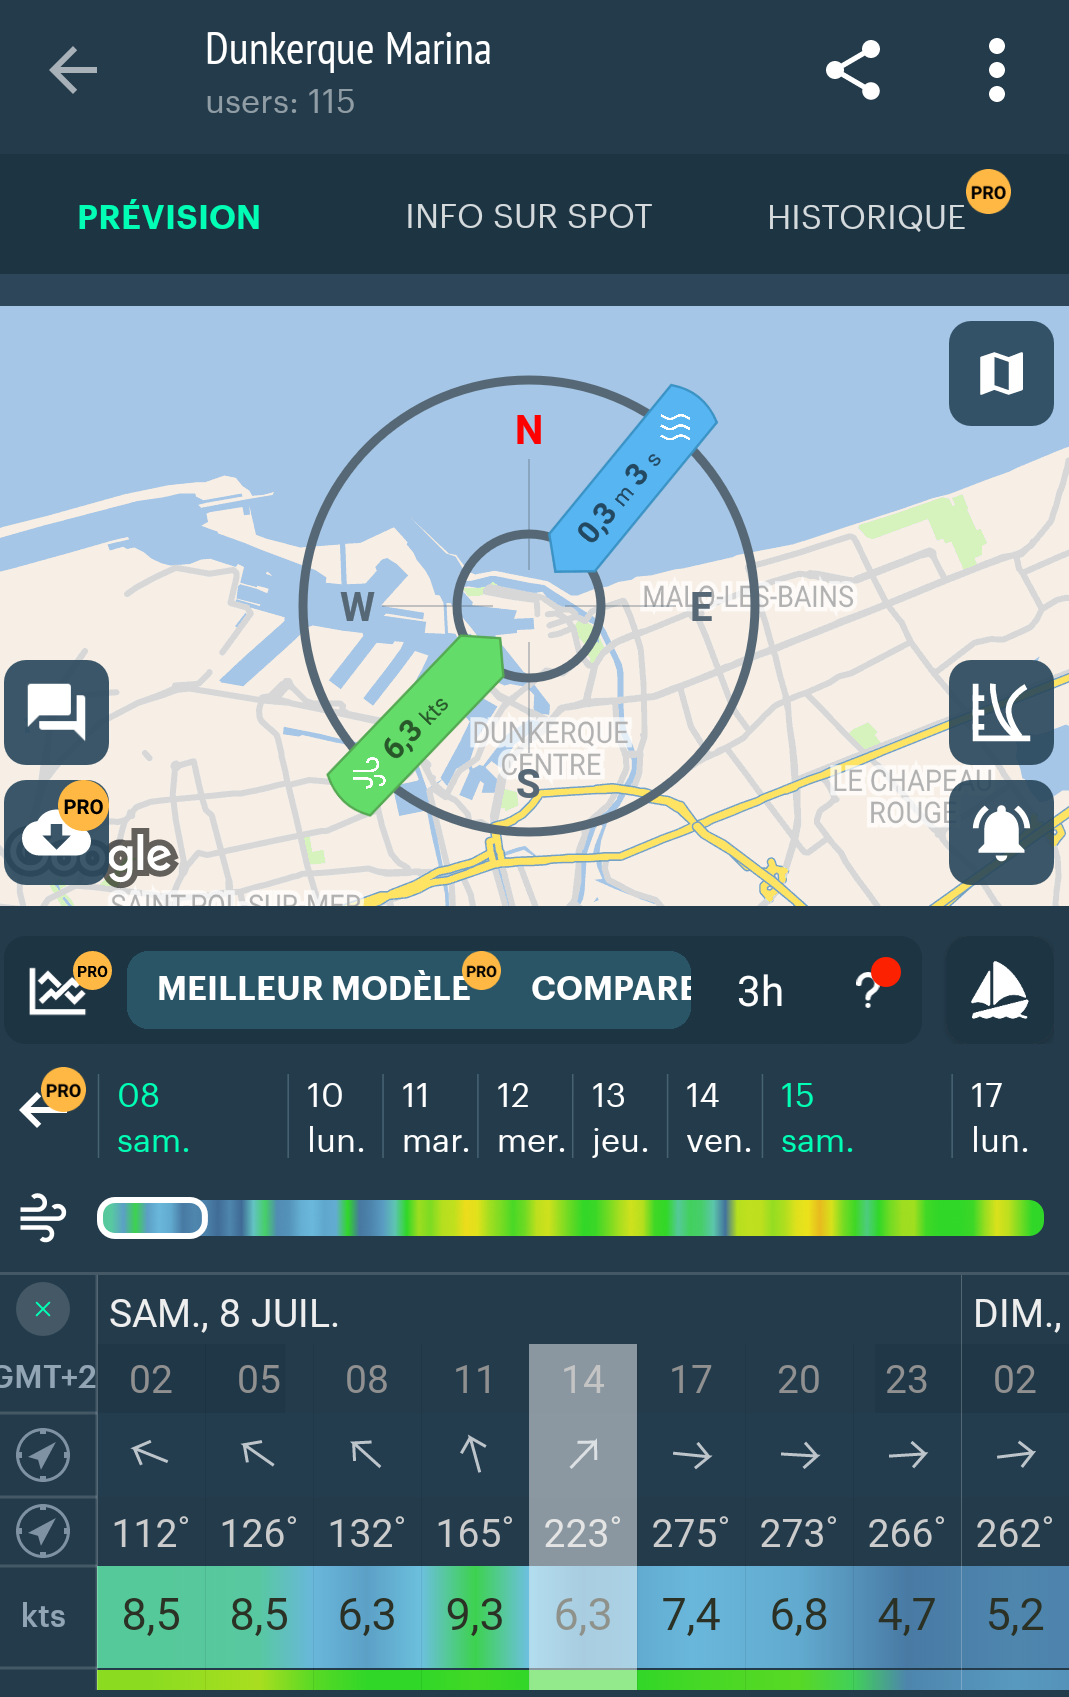 Dunkerque Marina
users: 115
PRÉVISION
INFO SUR SPOT
HISTORIQUE
PRO
N
0,3 m 3 s
W
E
MALO-LES-BAINS
6,3 kts
DUNKERQUE
CENTRE
S
LE CHAPEAU
ROUGE
PRO
Google
SAINT-POL-SUR-MER
PRO
MEILLEUR MODÈLE
PRO
COMPARE
3h
?
PRO
08 10 11 12 13 14 15 17
sam. lun. mar. mer. jeu. ven. sam. lun.
SAM., 8 JUIL. DIM.,
GMT+2 02 05 08 11 14 17 20 23 02
112° 126° 132° 165° 223° 275° 273° 266° 262°
kts 8,5 8,5 6,3 9,3 6,3 7,4 6,8 4,7 5,2